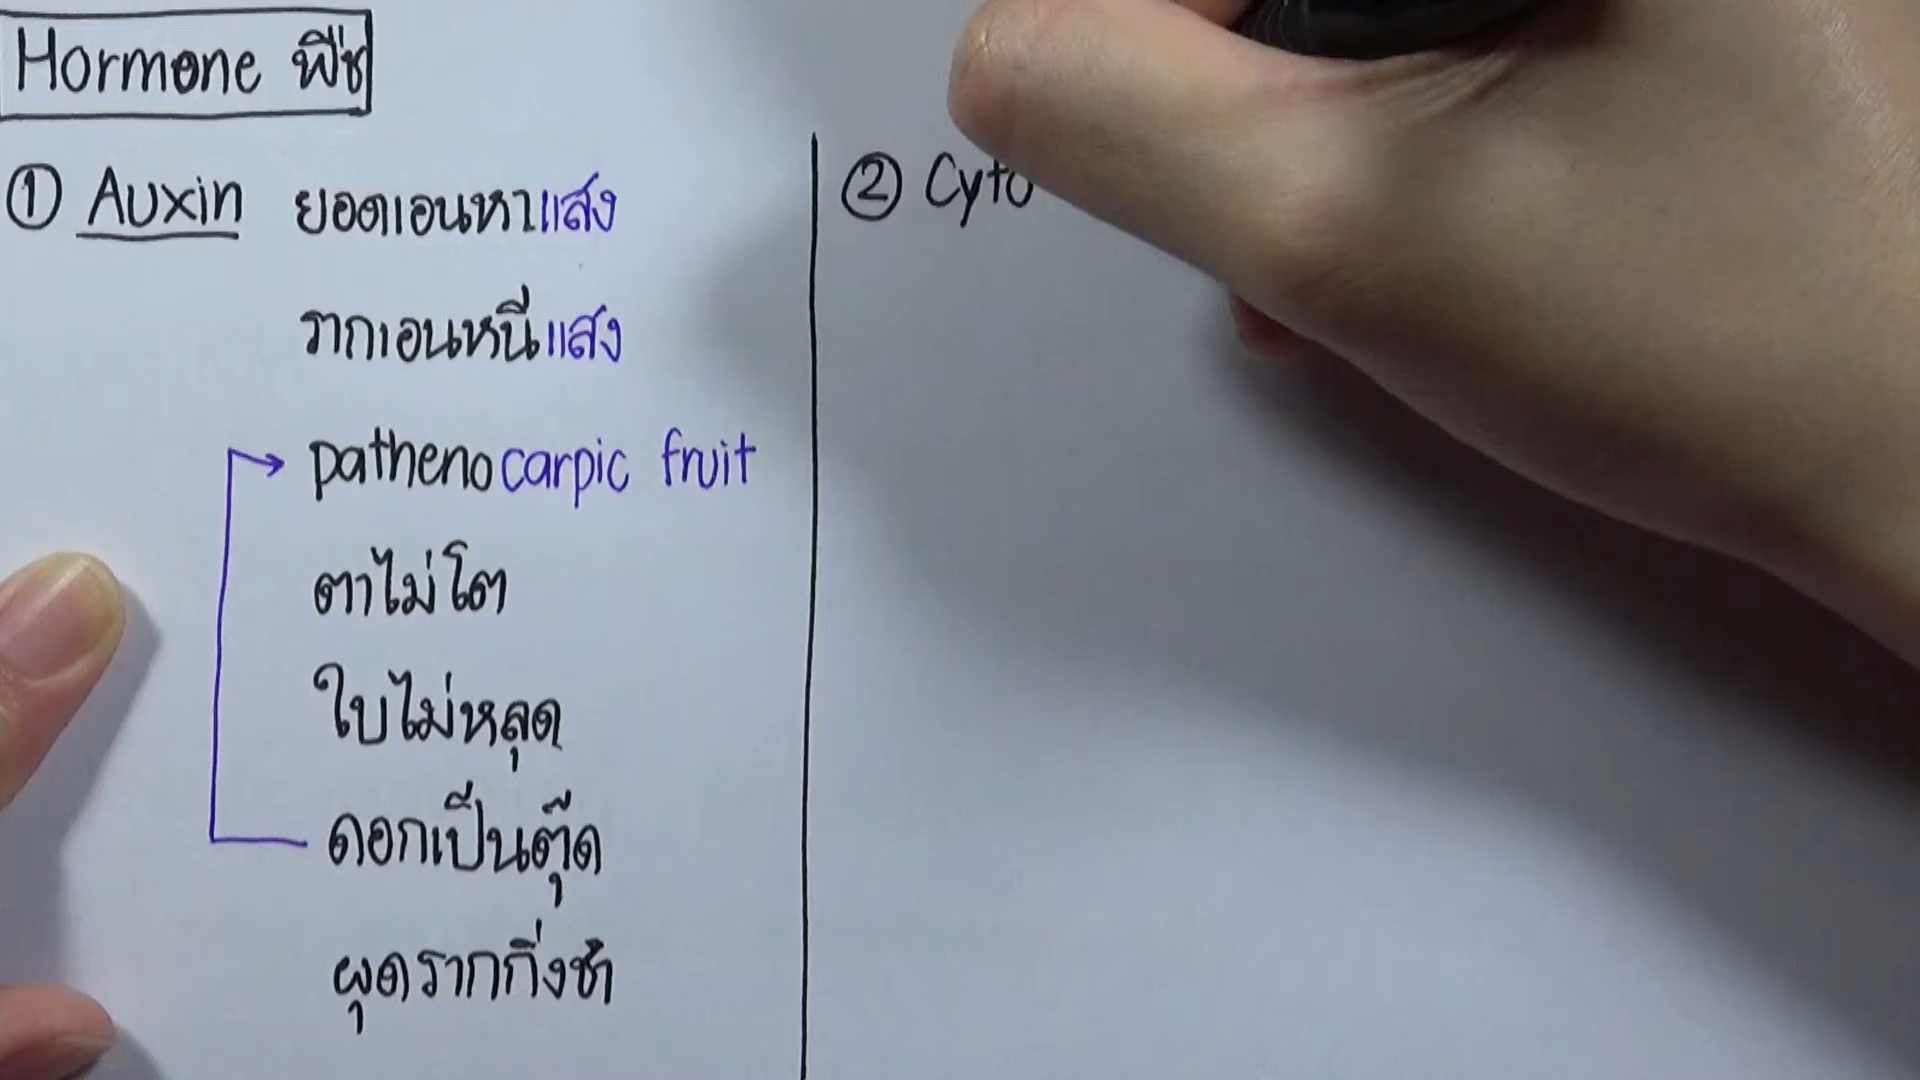 Hormone พืช
① Auxin ยอดเอนหาแสง
รากเอนหนีแสง
pathenocarpic fruit
ตาไม่โต
ใบไม่หลุด
ดอกเป็นตุ๊ด
ผุดรากกิ่งชำ
② Cyto